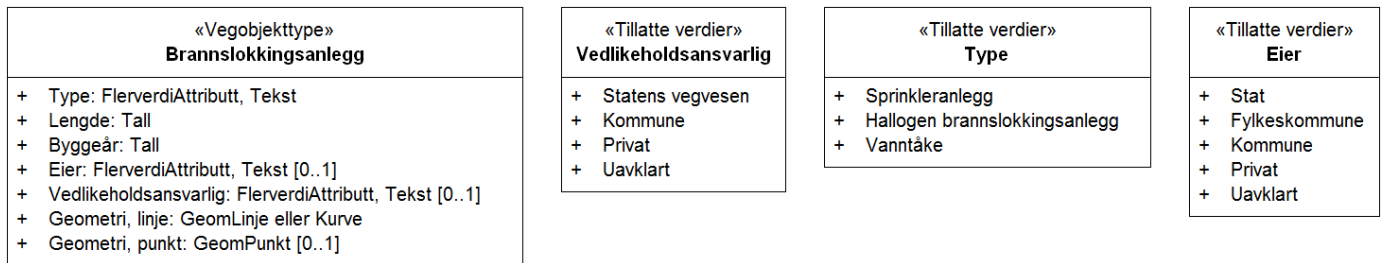 «Vegobjekttype»
Brannslokkingsanlegg
+ Type: FlerverdiAttributt, Tekst
+ Lengde: Tall
+ Byggeår: Tall
+ Eier: FlerverdiAttributt, Tekst [0..1]
+ Vedlikeholdsansvarlig: FlerverdiAttributt, Tekst [0..1]
+ Geometri, linje: GeomLinje eller Kurve
+ Geometri, punkt: GeomPunkt [0..1]
«Tillatte verdier»
Vedlikeholdsansvarlig
+ Statens vegvesen
+ Kommune
+ Privat
+ Uavklart
«Tillatte verdier»
Type
+ Sprinkleranlegg
+ Hallogen brannslokkingsanlegg
+ Vanntåke
«Tillatte verdier»
Eier
+ Stat
+ Fylkeskommune
+ Kommune
+ Privat
+ Uavklart